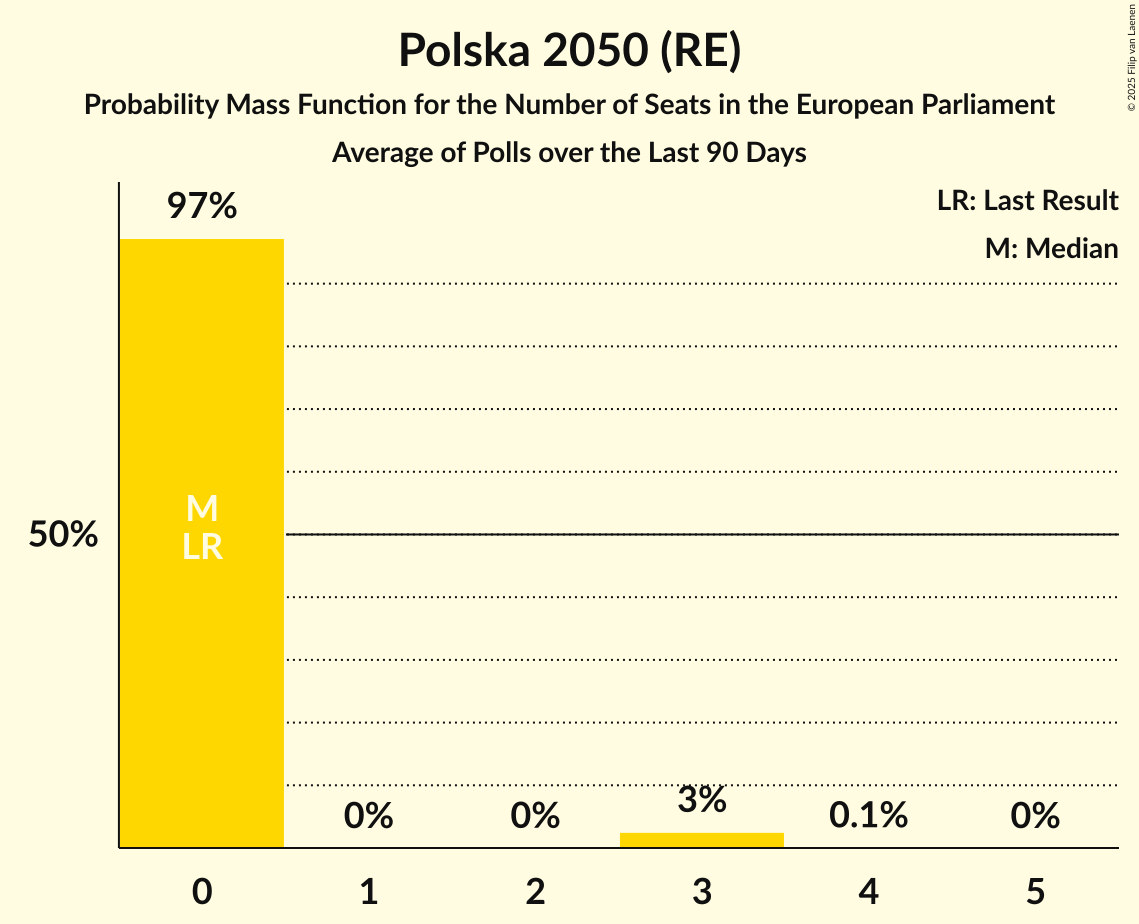 Polska 2050 (RE)
Probability Mass Function for the Number of Seats in the European Parliament
Average of Polls over the Last 90 Days
© 2025 Filip van Laenen
LR: Last Result
M: Median
97%
M
LR
50%
0%
0%
3%
0.1%
0%
0
1
2
3
4
5